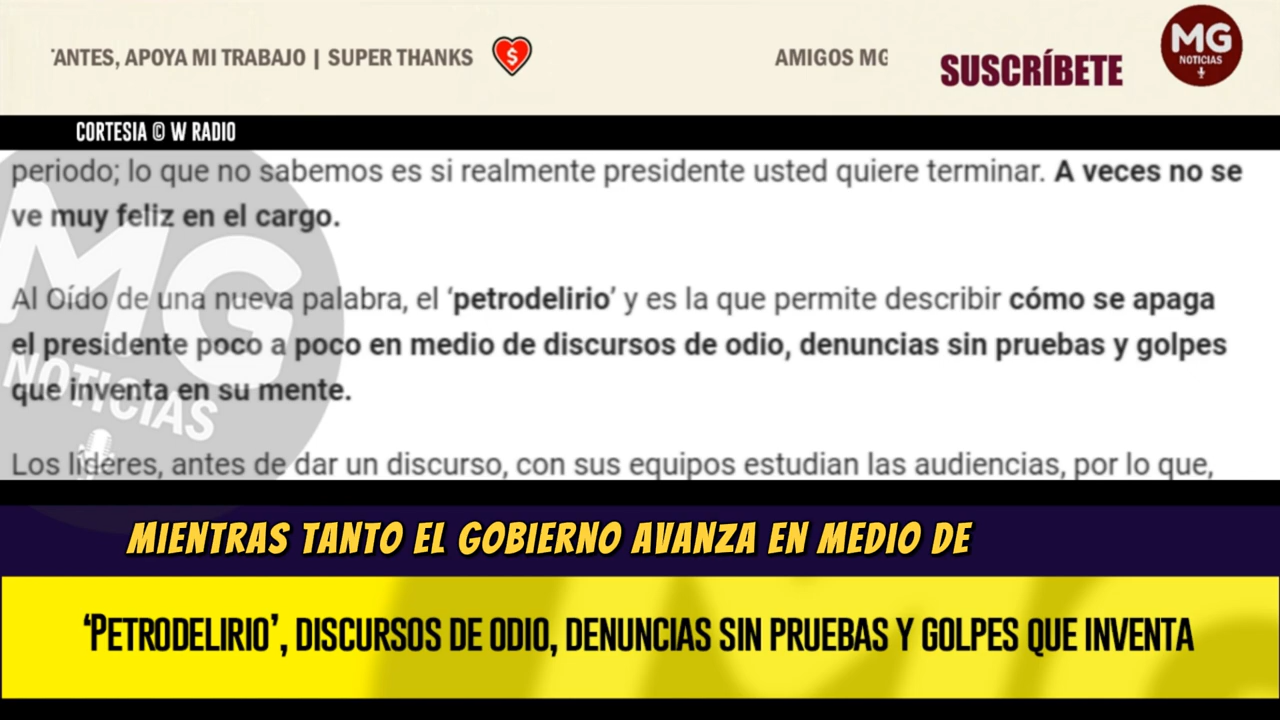 'ANTES, APOYA MI TRABAJO | SUPER THANKS
$
AMIGOS MG
SUSCRÍBETE
MG
NOTICIAS
CORTESIA © W RADIO
periodo; lo que no sabemos es si realmente presidente usted quiere terminar. A veces no se
ve muy feliz en el cargo.
Al Oído de una nueva palabra, el ‘petrodelirio’ y es la que permite describir cómo se apaga
el presidente poco a poco en medio de discursos de odio, denuncias sin pruebas y golpes
que inventa en su mente.
Los líderes, antes de dar un discurso, con sus equipos estudian las audiencias, por lo que,
MG
NOTICIAS
MIENTRAS TANTO EL GOBIERNO AVANZA EN MEDIO DE
‘PETRODELIRIO’, DISCURSOS DE ODIO, DENUNCIAS SIN PRUEBAS Y GOLPES QUE INVENTA